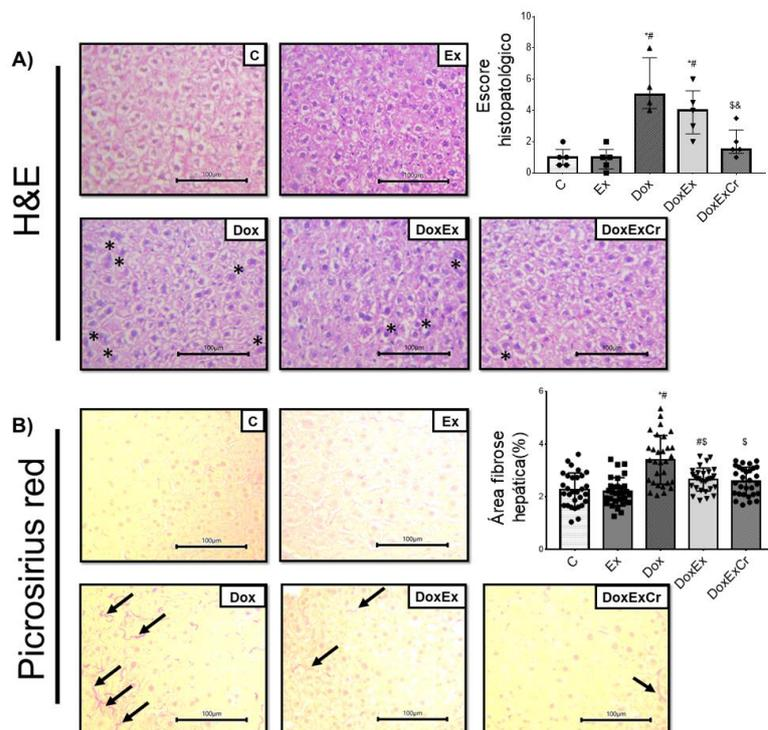 A)
H&E
C
100µm
Ex
100µm
Escore
histopatológico
10
8
6
4
2
0
*#
*#
$&
C
Ex
Dox
DoxEx
DoxExCr
Dox
* * * * * *
100µm
DoxEx
* * *
100µm
DoxExCr
*
100µm
B)
Picrosirius red
C
100µm
Ex
100µm
Área fibrose
hepática(%)
6
4
2
0
*#
#$
$
C
Ex
Dox
DoxEx
DoxExCr
Dox
100µm
DoxEx
100µm
DoxExCr
100µm